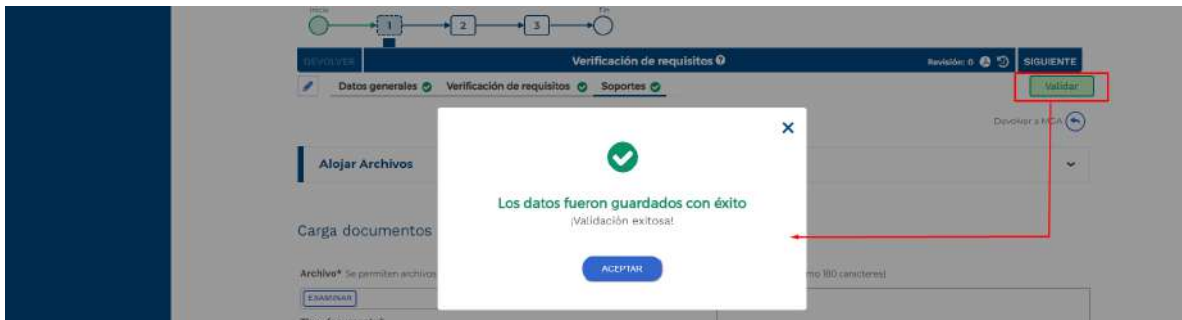 Inicio
Fin
1
2
3
DEVOLVER
Verificación de requisitos
Revisión: 0
SIGUIENTE
Datos generales
Verificación de requisitos
Soportes
Validar
Devolver a MGA
Alojar Archivos
Los datos fueron guardados con éxito
¡Validación exitosa!
Carga documentos
ACEPTAR
Archivo* Se permiten archivos
180 caracteres)
EXAMINAR